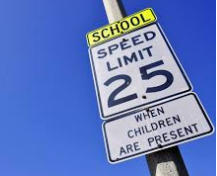 SCHOOL
SPEED
LIMIT
25
WHEN
CHILDREN
ARE PRESENT